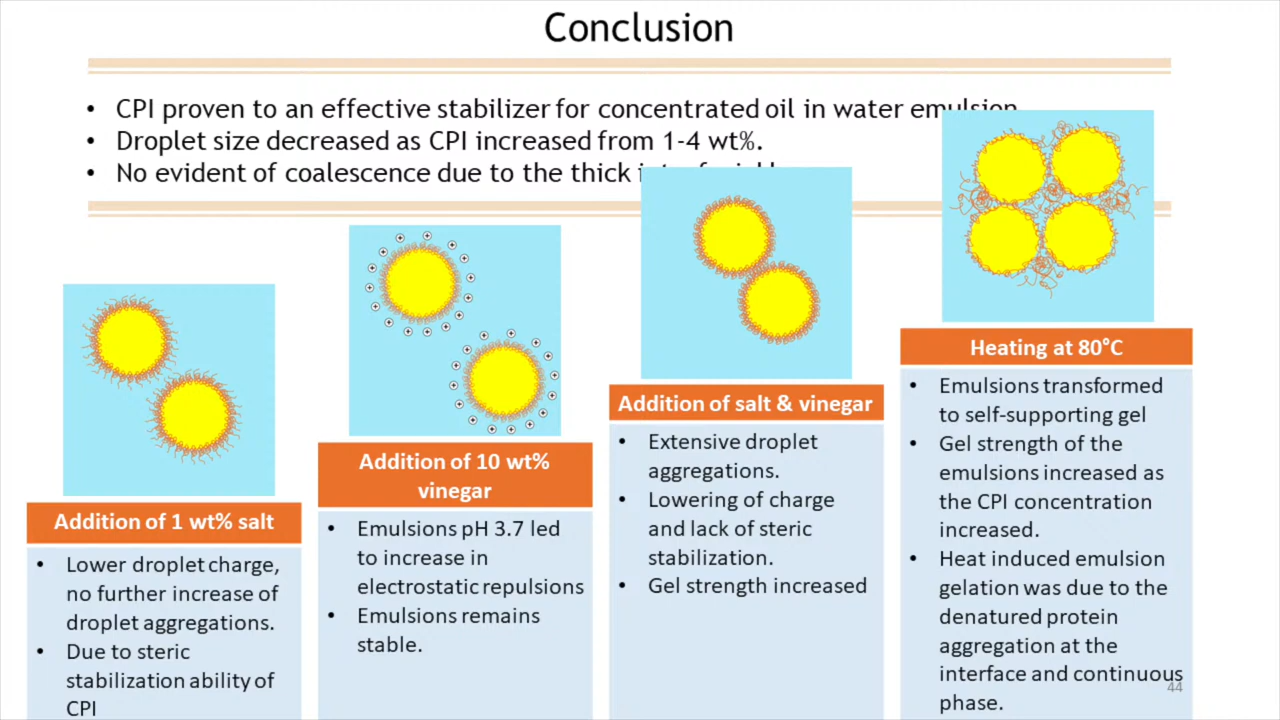 Conclusion
• CPI proven to an effective stabilizer for concentrated oil in water emulsion
• Droplet size decreased as CPI increased from 1-4 wt%.
• No evident of coalescence due to the thick
Addition of 1 wt% salt
• Lower droplet charge,
no further increase of
droplet aggregations.
• Due to steric
stabilization ability of
CPI
Addition of 10 wt%
vinegar
• Emulsions pH 3.7 led
to increase in
electrostatic repulsions
• Emulsions remains
stable.
Addition of salt & vinegar
• Extensive droplet
aggregations.
• Lowering of charge
and lack of steric
stabilization.
• Gel strength increased
Heating at 80°C
• Emulsions transformed
to self-supporting gel
• Gel strength of the
emulsions increased as
the CPI concentration
increased.
• Heat induced emulsion
gelation was due to the
denatured protein
aggregation at the
interface and continuous
phase.
44